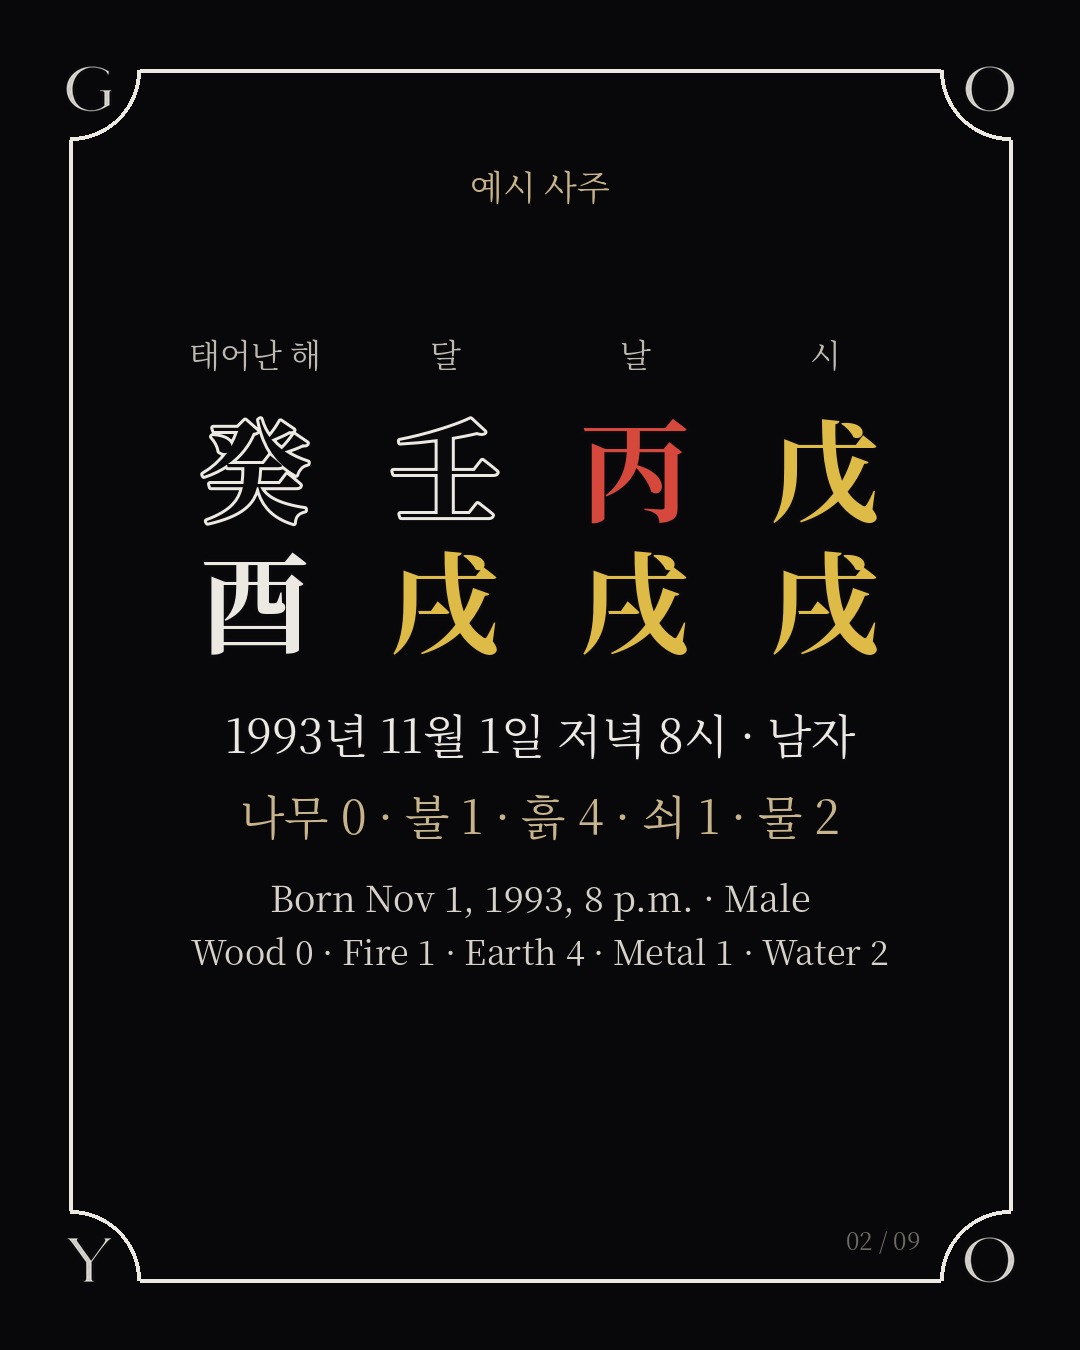 G O
예시 사주
태어난 해 달 날 시
癸 壬 丙 戊
酉 戌 戌 戌
1993년 11월 1일 저녁 8시 · 남자
나무 0 · 불 1 · 흙 4 · 쇠 1 · 물 2
Born Nov 1, 1993, 8 p.m. · Male
Wood 0 · Fire 1 · Earth 4 · Metal 1 · Water 2
02 / 09
Y O